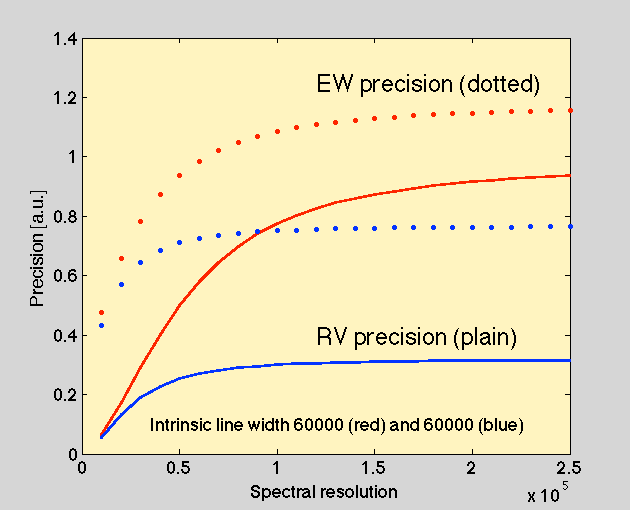 1.4
1.2
1
0.8
0.6
0.4
0.2
0
Precision [a.u.]
EW precision (dotted)
RV precision (plain)
Intrinsic line width 60000 (red) and 60000 (blue)
0 0.5 1 1.5 2 2.5
Spectral resolution
x 10^5